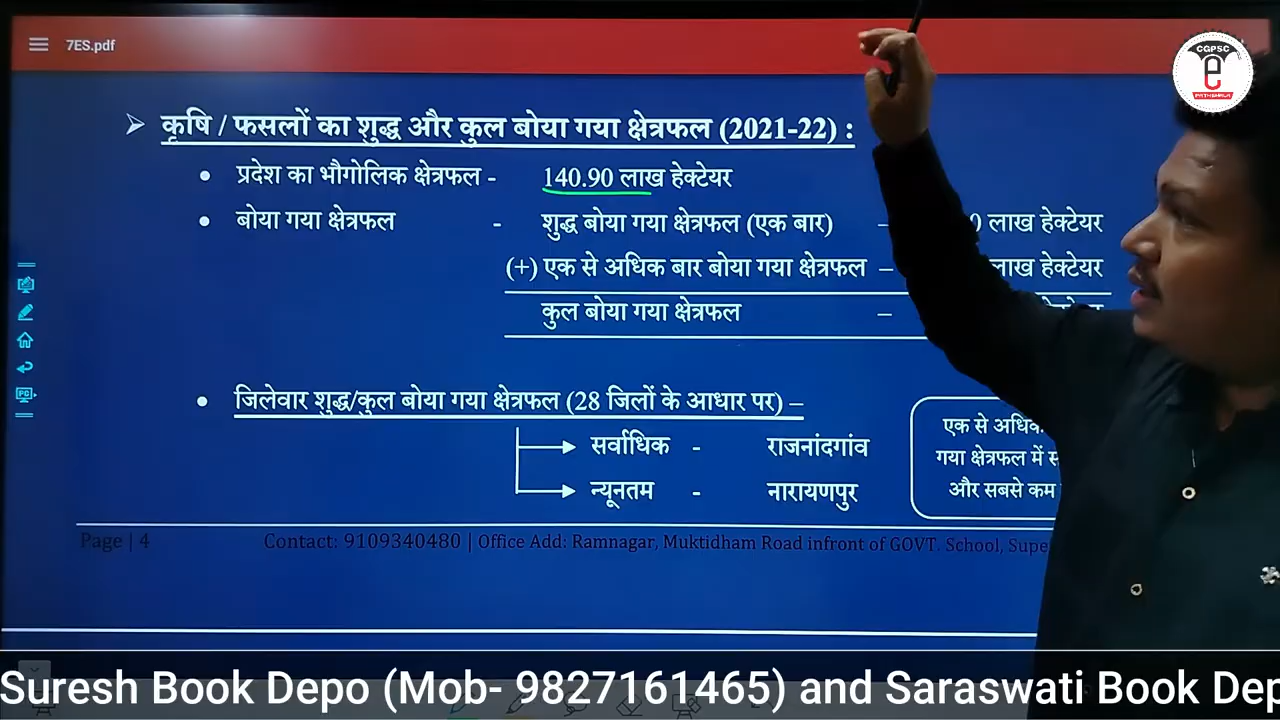 7ES.pdf
CGPSC
➢ कृषि / फसलों का शुद्ध और कुल बोया गया क्षेत्रफल (2021-22) :
• प्रदेश का भौगोलिक क्षेत्रफल - 140.90 लाख हेक्टेयर
• बोया गया क्षेत्रफल - शुद्ध बोया गया क्षेत्रफल (एक बार) – लाख हेक्टेयर
(+) एक से अधिक बार बोया गया क्षेत्रफल – लाख हेक्टेयर
कुल बोया गया क्षेत्रफल –
• जिलेवार शुद्ध/कुल बोया गया क्षेत्रफल (28 जिलों के आधार पर) –
सर्वाधिक - राजनांदगांव
न्यूनतम - नारायणपुर
एक से
गया क्षेत्रफल में
और सबसे कम
Page | 4 Contact: 9109340480 | Office Add: Ramnagar, Muktidham Road infront of GOVT. School,
Suresh Book Depo (Mob- 9827161465) and Saraswati Book